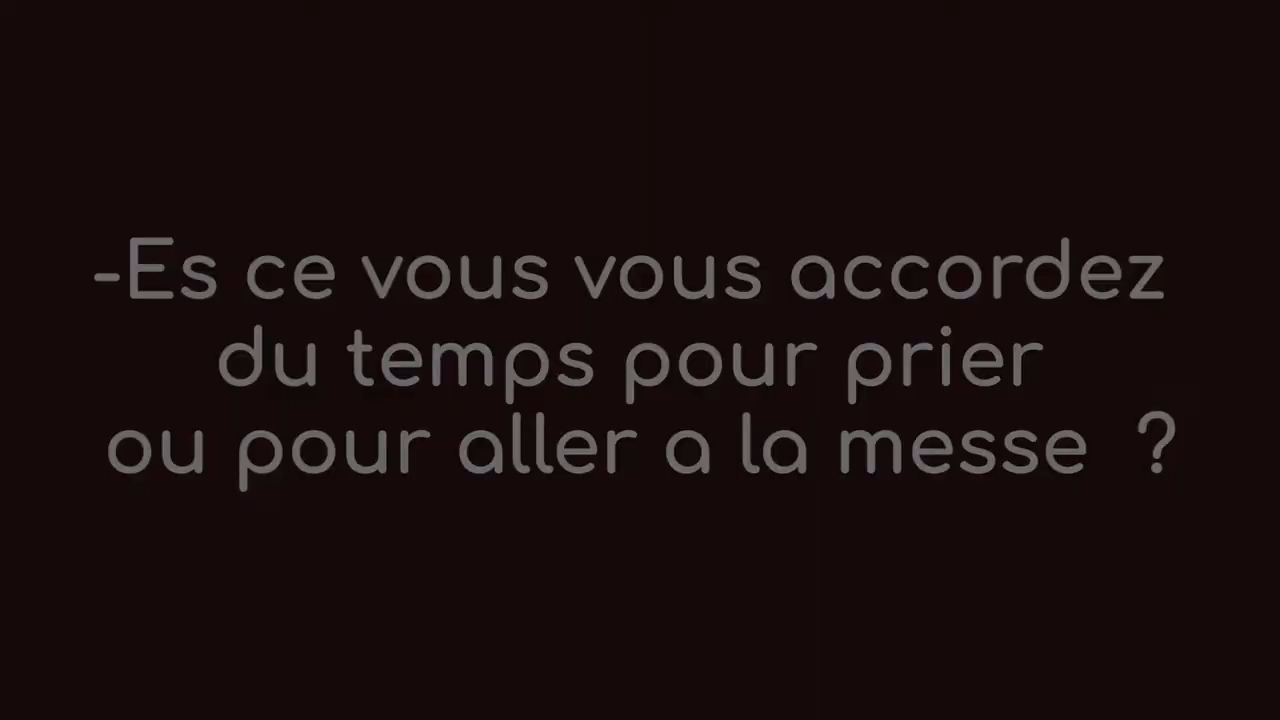 -Es ce vous vous accordez
du temps pour prier
ou pour aller a la messe ?